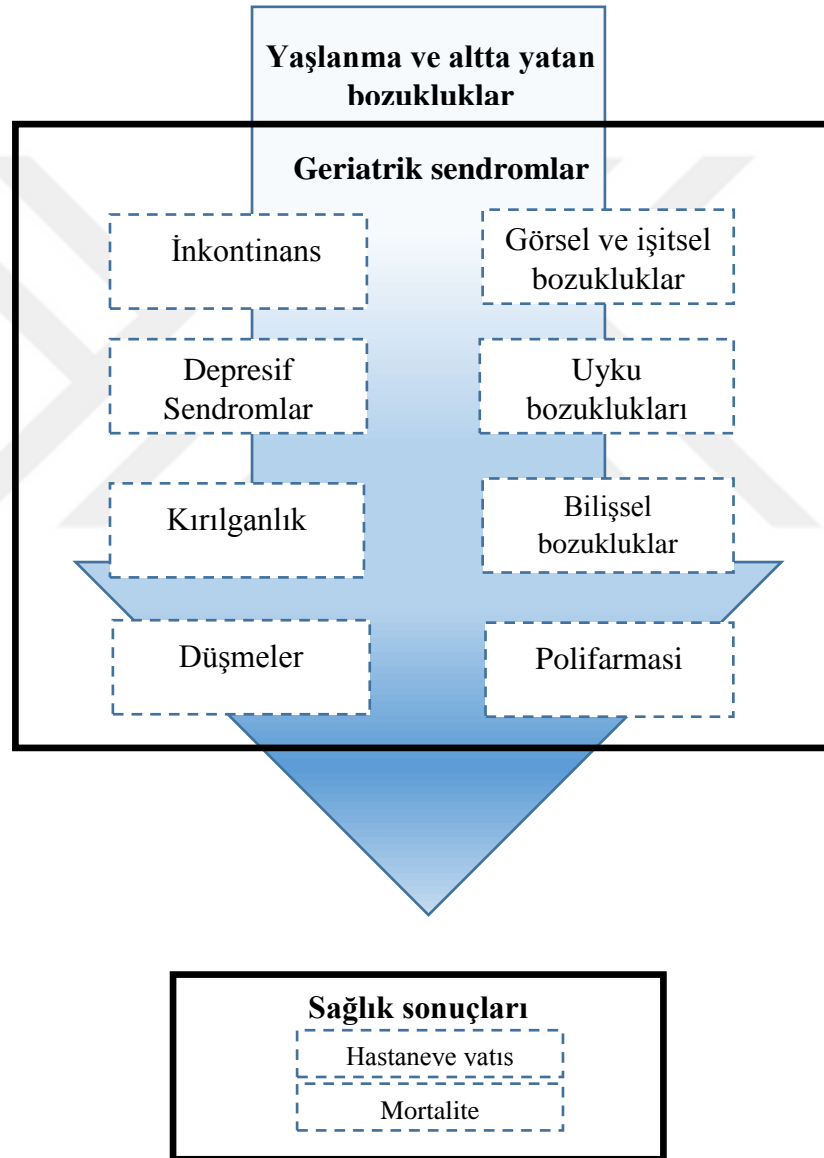 Yaşlanma ve altta yatan
bozukluklar
Geriatrik sendromlar
İnkontinans
Görsel ve işitsel
bozukluklar
Depresif
Sendromlar
Uyku
bozuklukları
Kırılganlık
Bilişsel
bozukluklar
Düşmeler
Polifarmasi
Sağlık sonuçları
Hastaneye yatış
Mortalite